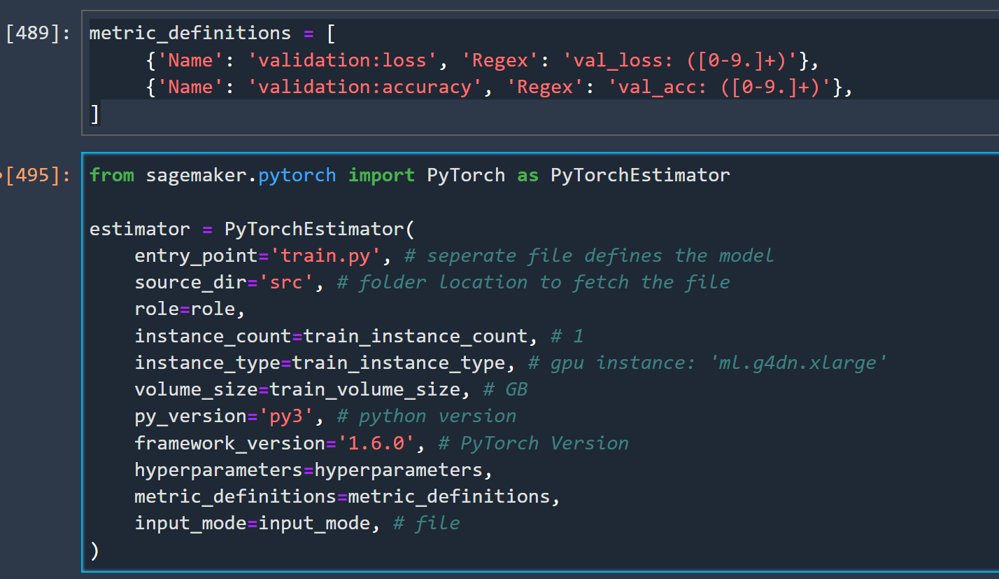 [489]:
metric_definitions = [
     {'Name': 'validation:loss', 'Regex': 'val_loss: ([0-9.]+)'},
     {'Name': 'validation:accuracy', 'Regex': 'val_acc: ([0-9.]+)'},
]
[495]:
from sagemaker.pytorch import PyTorch as PyTorchEstimator

estimator = PyTorchEstimator(
    entry_point='train.py', # seperate file defines the model
    source_dir='src', # folder location to fetch the file
    role=role,
    instance_count=train_instance_count, # 1
    instance_type=train_instance_type, # gpu instance: 'ml.g4dn.xlarge'
    volume_size=train_volume_size, # GB
    py_version='py3', # python version
    framework_version='1.6.0', # PyTorch Version
    hyperparameters=hyperparameters,
    metric_definitions=metric_definitions,
    input_mode=input_mode, # file
)